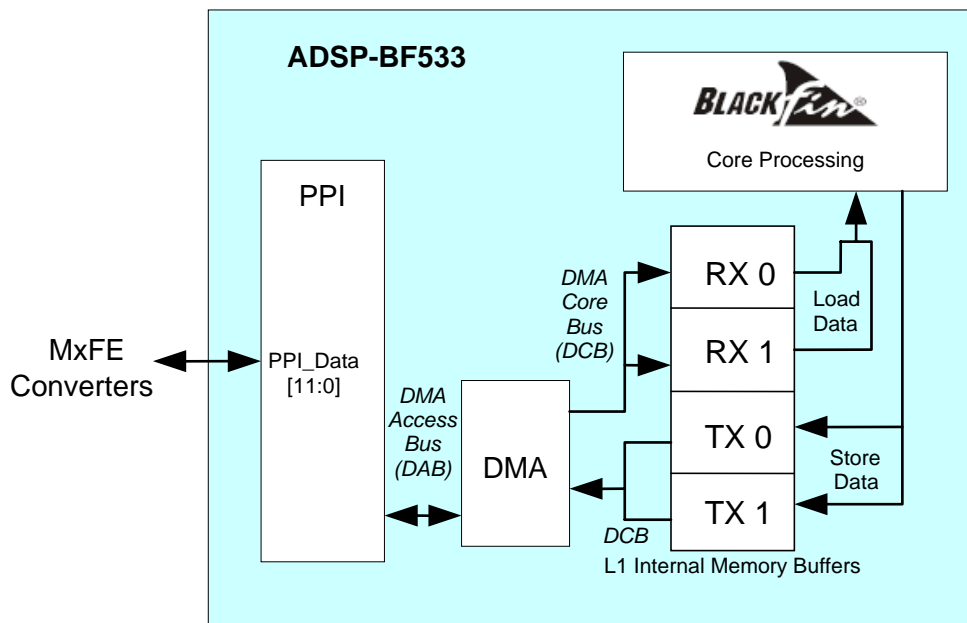 ADSP-BF533
BLACKfin®
Core Processing
PPI
PPI_Data
[11:0]
MxFE
Converters
DMA
Access
Bus
(DAB)
DMA
DMA
Core
Bus
(DCB)
DCB
RX 0
RX 1
TX 0
TX 1
Load
Data
Store
Data
L1 Internal Memory Buffers